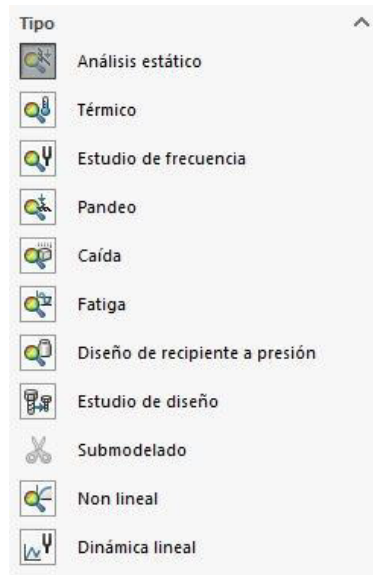 Tipo
Análisis estático
Térmico
Estudio de frecuencia
Pandeo
Caída
Fatiga
Diseño de recipiente a presión
Estudio de diseño
Submodelado
Non lineal
Dinámica lineal